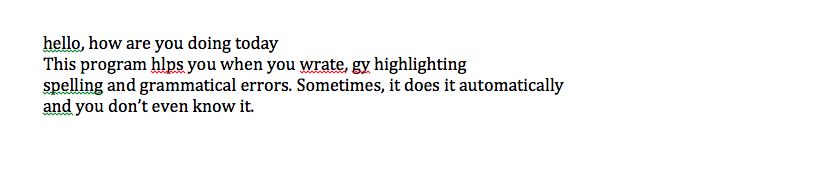 hello, how are you doing today
This program hlps you when you wrate, gy highlighting
spelling and grammatical errors. Sometimes, it does it automatically
and you don’t even know it.